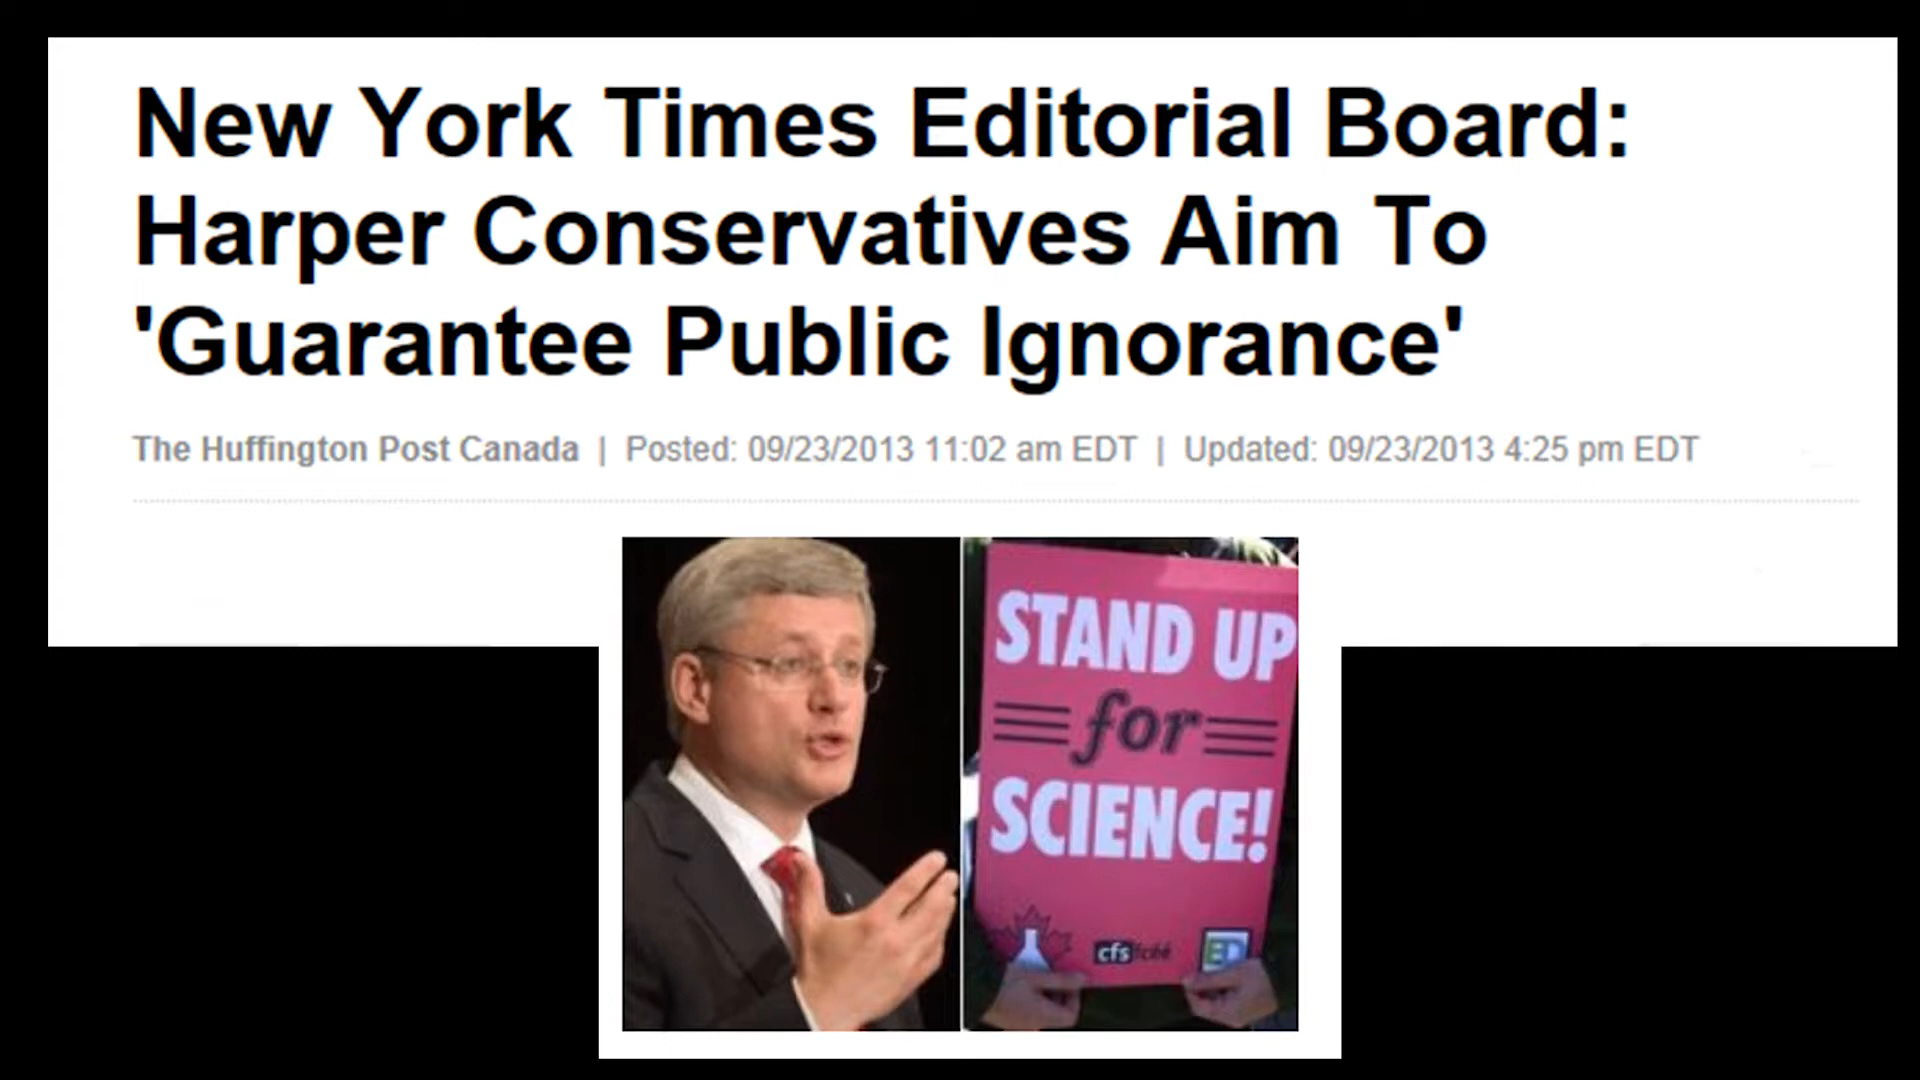 New York Times Editorial Board:
Harper Conservatives Aim To
'Guarantee Public Ignorance'
The Huffington Post Canada | Posted: 09/23/2013 11:02 am EDT | Updated: 09/23/2013 4:25 pm EDT
STAND UP
for
SCIENCE!
cfs fcéé